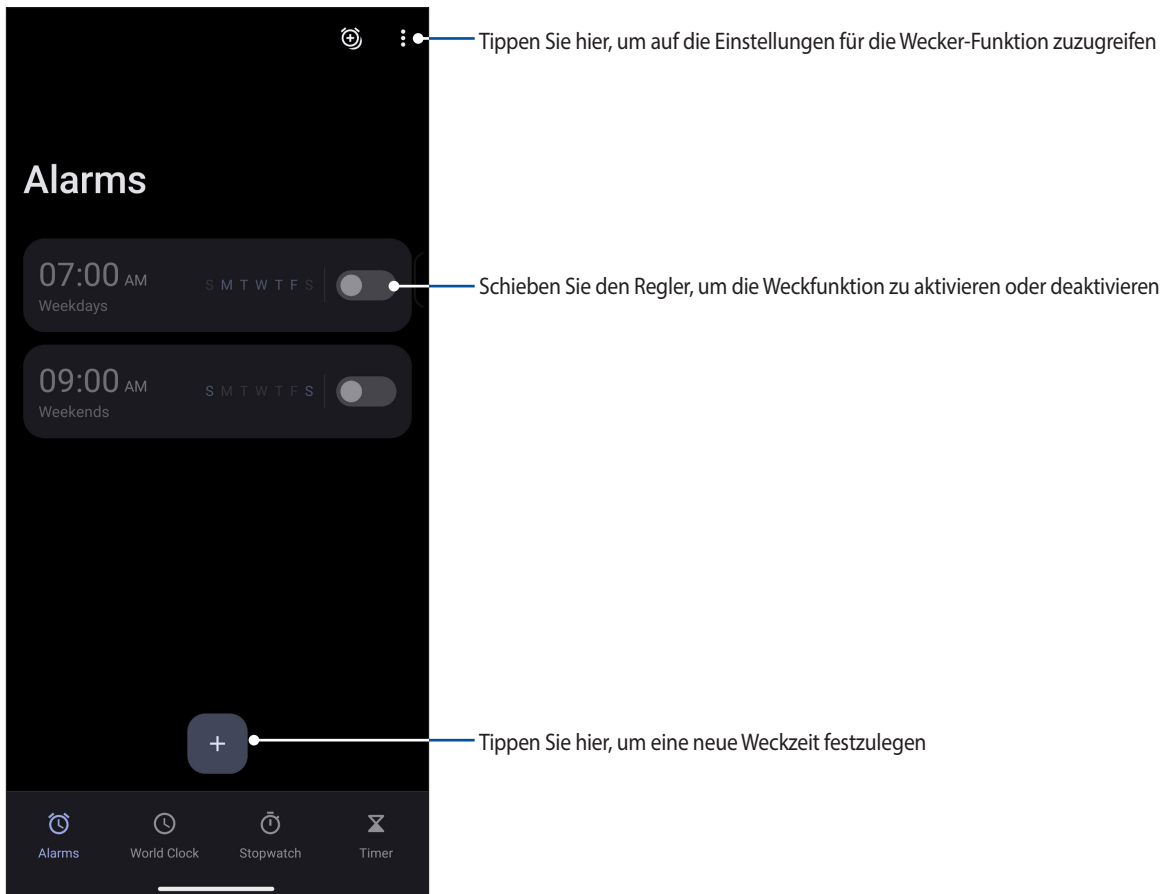 Tippen Sie hier, um auf die Einstellungen für die Wecker-Funktion zuzugreifen
Alarms
07:00 AM
Weekdays
S M T W T F S
Schieben Sie den Regler, um die Weckfunktion zu aktivieren oder deaktivieren
09:00 AM
Weekends
S M T W T F S
+
Tippen Sie hier, um eine neue Weckzeit festzulegen
Alarms
World Clock
Stopwatch
Timer